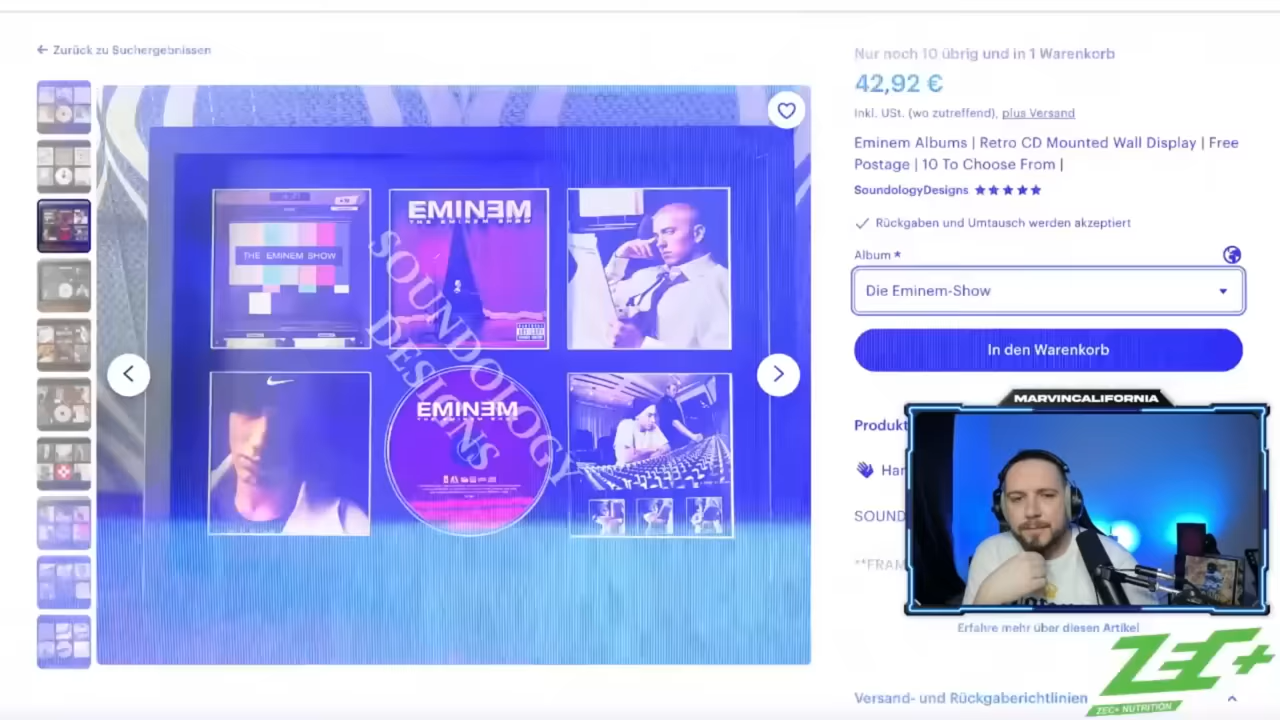 ← Zurück zu Suchergebnissen
THE EMINEM SHOW
EMINEM
THE EMINEM SHOW
EMINEM
THE EMINEM SHOW
SOUNDOLOGY
DESIGNS
Nur noch 10 übrig und in 1 Warenkorb
42,92 €
Inkl. USt. (wo zutreffend), plus Versand
Eminem Albums | Retro CD Mounted Wall Display | Free
Postage | 10 To Choose From |
SoundologyDesigns ★★★★★
Rückgaben und Umtausch werden akzeptiert
Album *
Die Eminem-Show
In den Warenkorb
MARVINCALIFORNIA
Produkt
Har
SOUND
**FRAM
Erfahre mehr über diesen Artikel
ZEC+
ZEC+ NUTRITION
Versand- und Rückgaberichtlinien